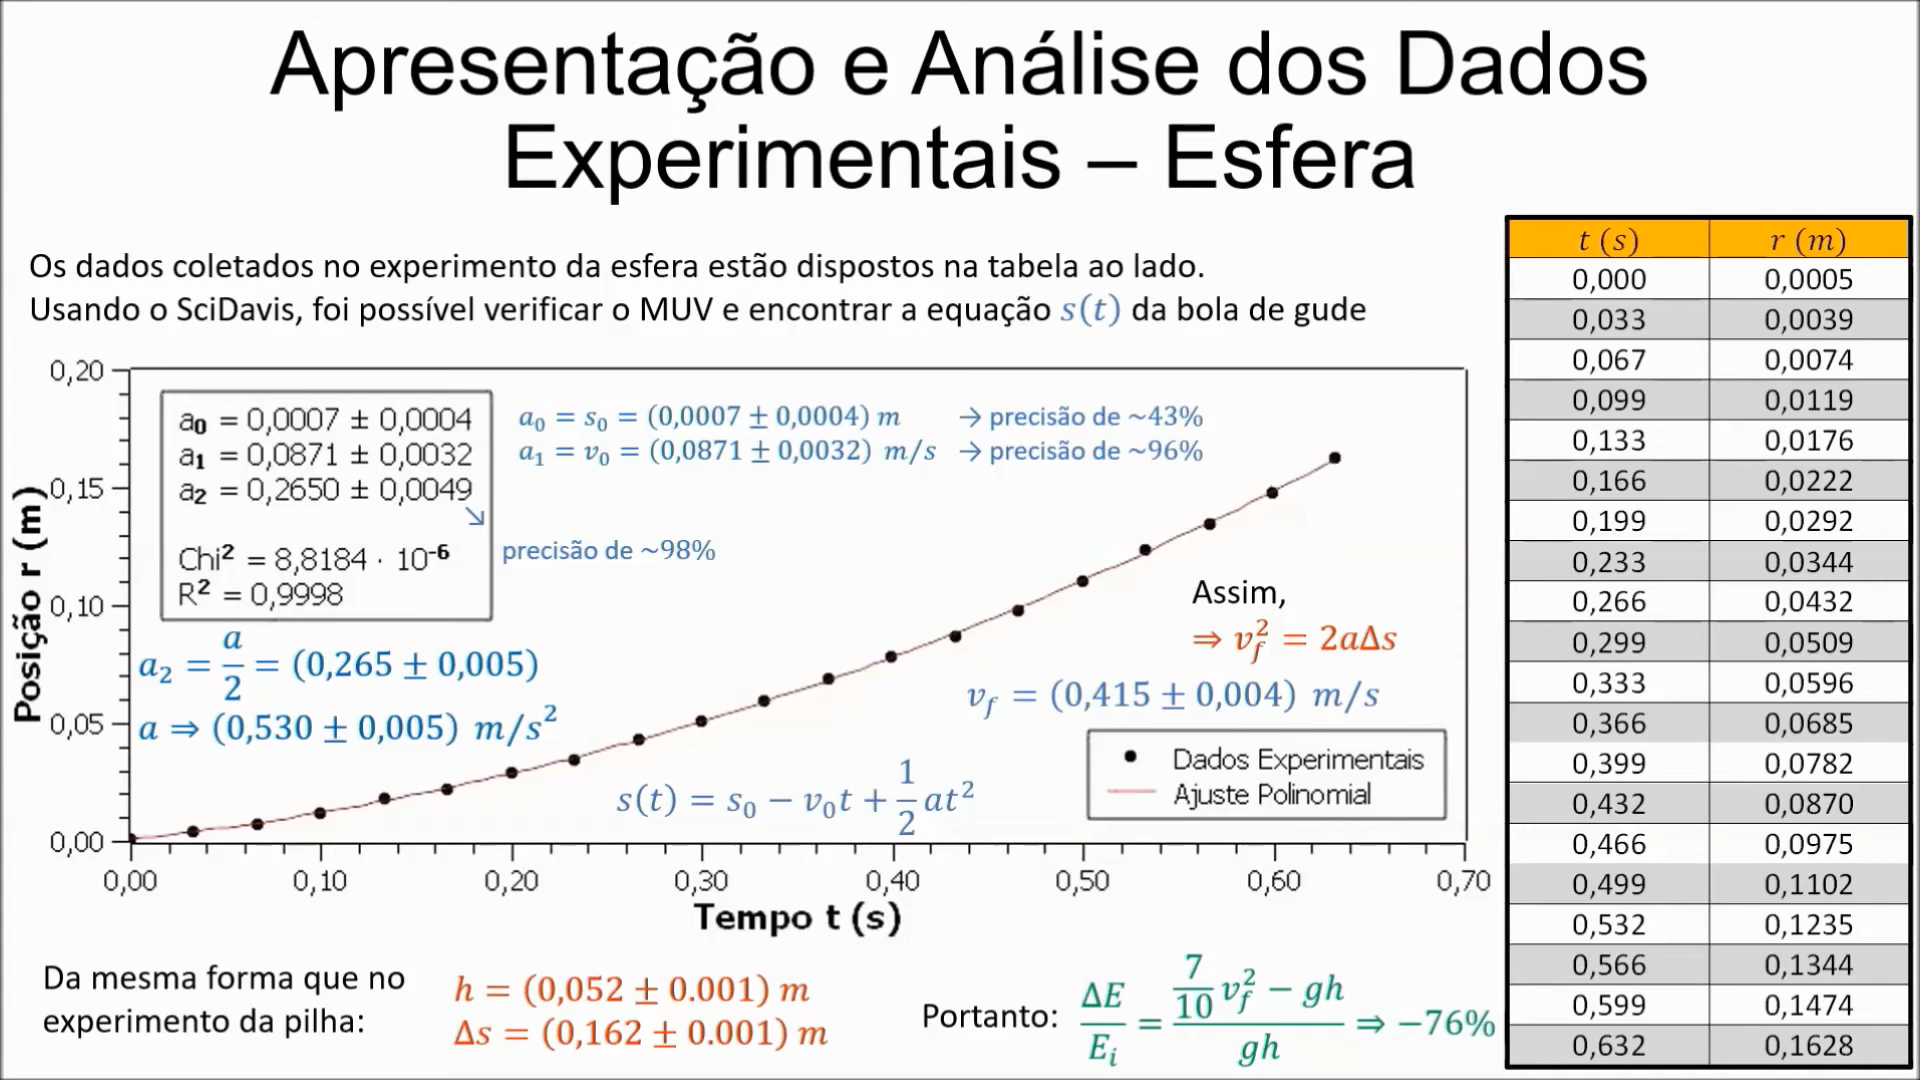 Apresentação e Análise dos Dados
Experimentais – Esfera
Os dados coletados no experimento da esfera estão dispostos na tabela ao lado.
Usando o SciDavis, foi possível verificar o MUV e encontrar a equação s(t) da bola de gude
0,20
0,15
0,10
0,05
0,00
Posição r (m)
a₀ = 0,0007 ± 0,0004
a₁ = 0,0871 ± 0,0032
a₂ = 0,2650 ± 0,0049
Chi² = 8,8184 · 10⁻⁶
R² = 0,9998
a₀ = s₀ = (0,0007 ± 0,0004) m → precisão de ~43%
a₁ = v₀ = (0,0871 ± 0,0032) m/s → precisão de ~96%
↘
precisão de ~98%
a₂ = a/2 = (0,265 ± 0,005)
a ⇒ (0,530 ± 0,005) m/s²
Assim,
⇒ v_f² = 2aΔs
v_f = (0,415 ± 0,004) m/s
s(t) = s₀ − v₀t + 1/2 at²
Dados Experimentais
Ajuste Polinomial
0,00 0,10 0,20 0,30 0,40 0,50 0,60 0,70
Tempo t (s)
Da mesma forma que no
experimento da pilha:
h = (0,052 ± 0.001) m
Δs = (0,162 ± 0.001) m
Portanto: ΔE/E_i = (7/10 v_f² − gh)/gh ⇒ −76%
t (s) r (m)
0,000 0,0005
0,033 0,0039
0,067 0,0074
0,099 0,0119
0,133 0,0176
0,166 0,0222
0,199 0,0292
0,233 0,0344
0,266 0,0432
0,299 0,0509
0,333 0,0596
0,366 0,0685
0,399 0,0782
0,432 0,0870
0,466 0,0975
0,499 0,1102
0,532 0,1235
0,566 0,1344
0,599 0,1474
0,632 0,1628